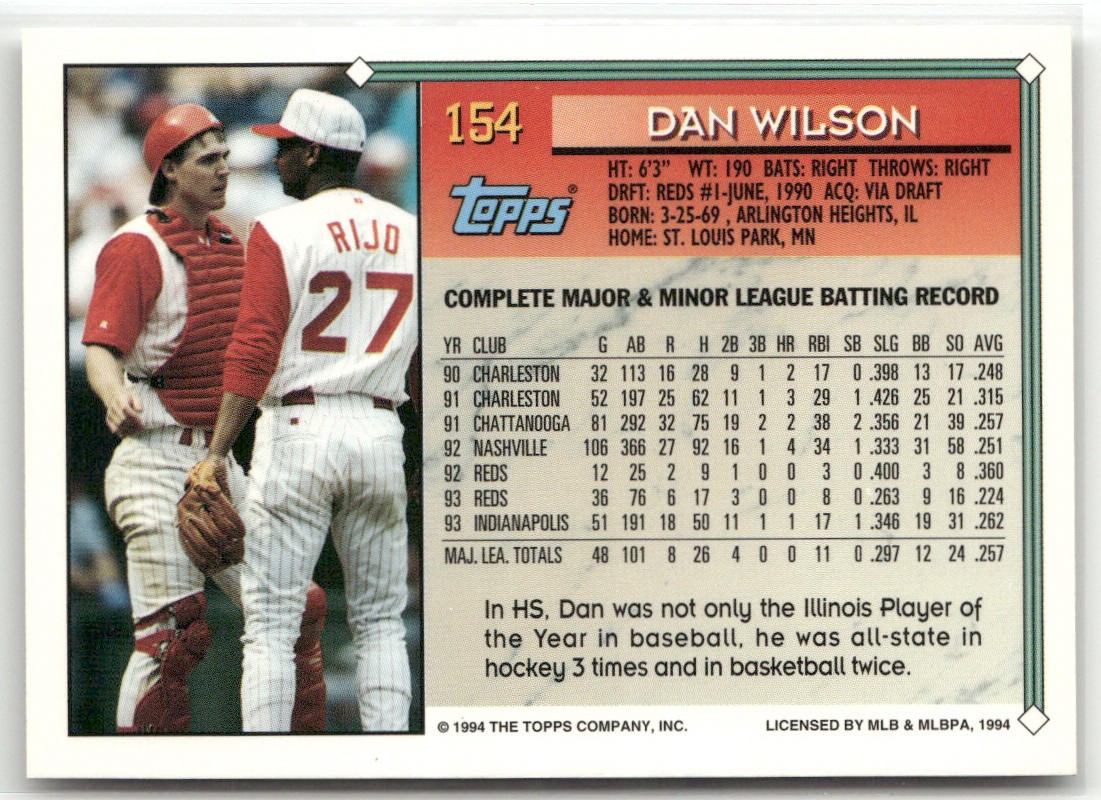 RIJO
27
154 DAN WILSON
topps®
HT: 6'3" WT: 190 BATS: RIGHT THROWS: RIGHT
DRFT: REDS #1-JUNE, 1990 ACQ: VIA DRAFT
BORN: 3-25-69 , ARLINGTON HEIGHTS, IL
HOME: ST. LOUIS PARK, MN
COMPLETE MAJOR & MINOR LEAGUE BATTING RECORD
YR CLUB G AB R H 2B 3B HR RBI SB SLG BB SO AVG
90 CHARLESTON 32 113 16 28 9 1 2 17 0 .398 13 17 .248
91 CHARLESTON 52 197 25 62 11 1 3 29 1 .426 25 21 .315
91 CHATTANOOGA 81 292 32 75 19 2 2 38 2 .356 21 39 .257
92 NASHVILLE 106 366 27 92 16 1 4 34 1 .333 31 58 .251
92 REDS 12 25 2 9 1 0 0 3 0 .400 3 8 .360
93 REDS 36 76 6 17 3 0 0 8 0 .263 9 16 .224
93 INDIANAPOLIS 51 191 18 50 11 1 1 17 1 .346 19 31 .262
MAJ. LEA. TOTALS 48 101 8 26 4 0 0 11 0 .297 12 24 .257
In HS, Dan was not only the Illinois Player of
the Year in baseball, he was all-state in
hockey 3 times and in basketball twice.
© 1994 THE TOPPS COMPANY, INC. LICENSED BY MLB & MLBPA, 1994